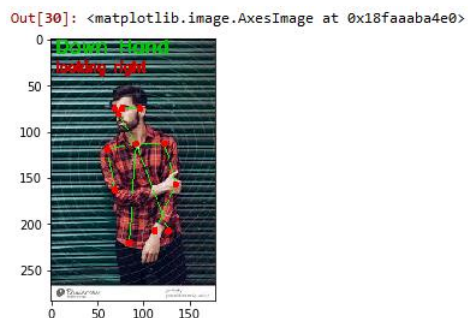 Out[30]: <matplotlib.image.AxesImage at 0x18faaaba4e0>
0
Down Hand
looking right
50
100
150
200
250
0 50 100 150